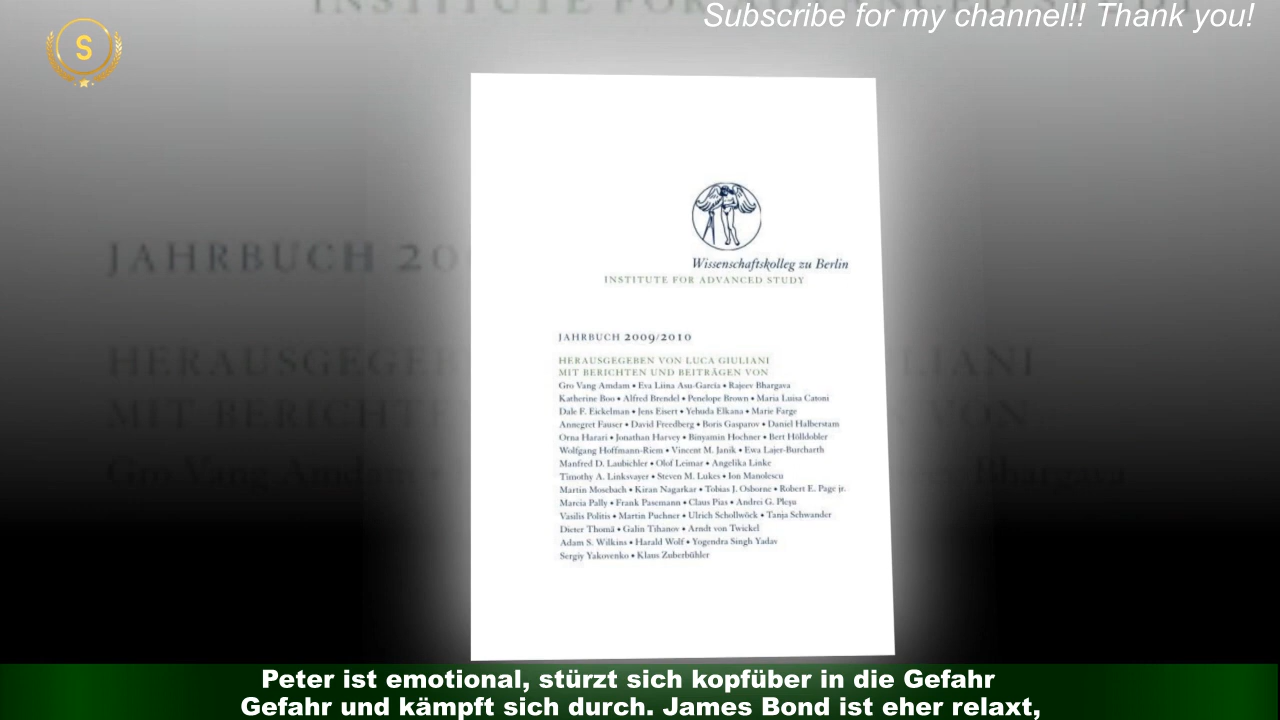 INSTITUTE FOR
Subscribe for my channel!! Thank you!
S
Wissenschaftskolleg zu Berlin
INSTITUTE FOR ADVANCED STUDY
JAHRBUCH 20
JAHRBUCH 2009/2010
HERAUSGEGEBEN VON LUCA GIULIANI
MIT BERICHTEN UND BEITRÄGEN VON
Gro Vang Amdam • Eva Liina Asu-Garcia • Rajeev Bhargava
Katherine Boo • Alfred Brendel • Penelope Brown • Maria Luisa Catoni
Dale F. Eickelman • Jens Eisert • Yehuda Elkana • Marie Farge
Annegret Fauser • David Freedberg • Boris Gasparov • Daniel Halberstam
Orna Harari • Jonathan Harvey • Binyamin Hochner • Bert Hölldobler
Wolfgang Hoffmann-Riem • Vincent M. Janik • Ewa Lajer-Burcharth
Manfred D. Laubichler • Olof Leimar • Angelika Linke
Timothy A. Linksvayer • Steven M. Lukes • Ion Manolescu
Martin Mosebach • Kiran Nagarkar • Tobias J. Osborne • Robert E. Page jr.
Marcia Pally • Frank Pasemann • Claus Pias • Andrei G. Pleşu
Vasilis Politis • Martin Puchner • Ulrich Schollwöck • Tanja Schwander
Dieter Thomä • Galin Tihanov • Arndt von Twickel
Adam S. Wilkins • Harald Wolf • Yogendra Singh Yadav
Sergiy Yakovenko • Klaus Zuberbühler
Peter ist emotional, stürzt sich kopfüber in die Gefahr
Gefahr und kämpft sich durch. James Bond ist eher relaxt,